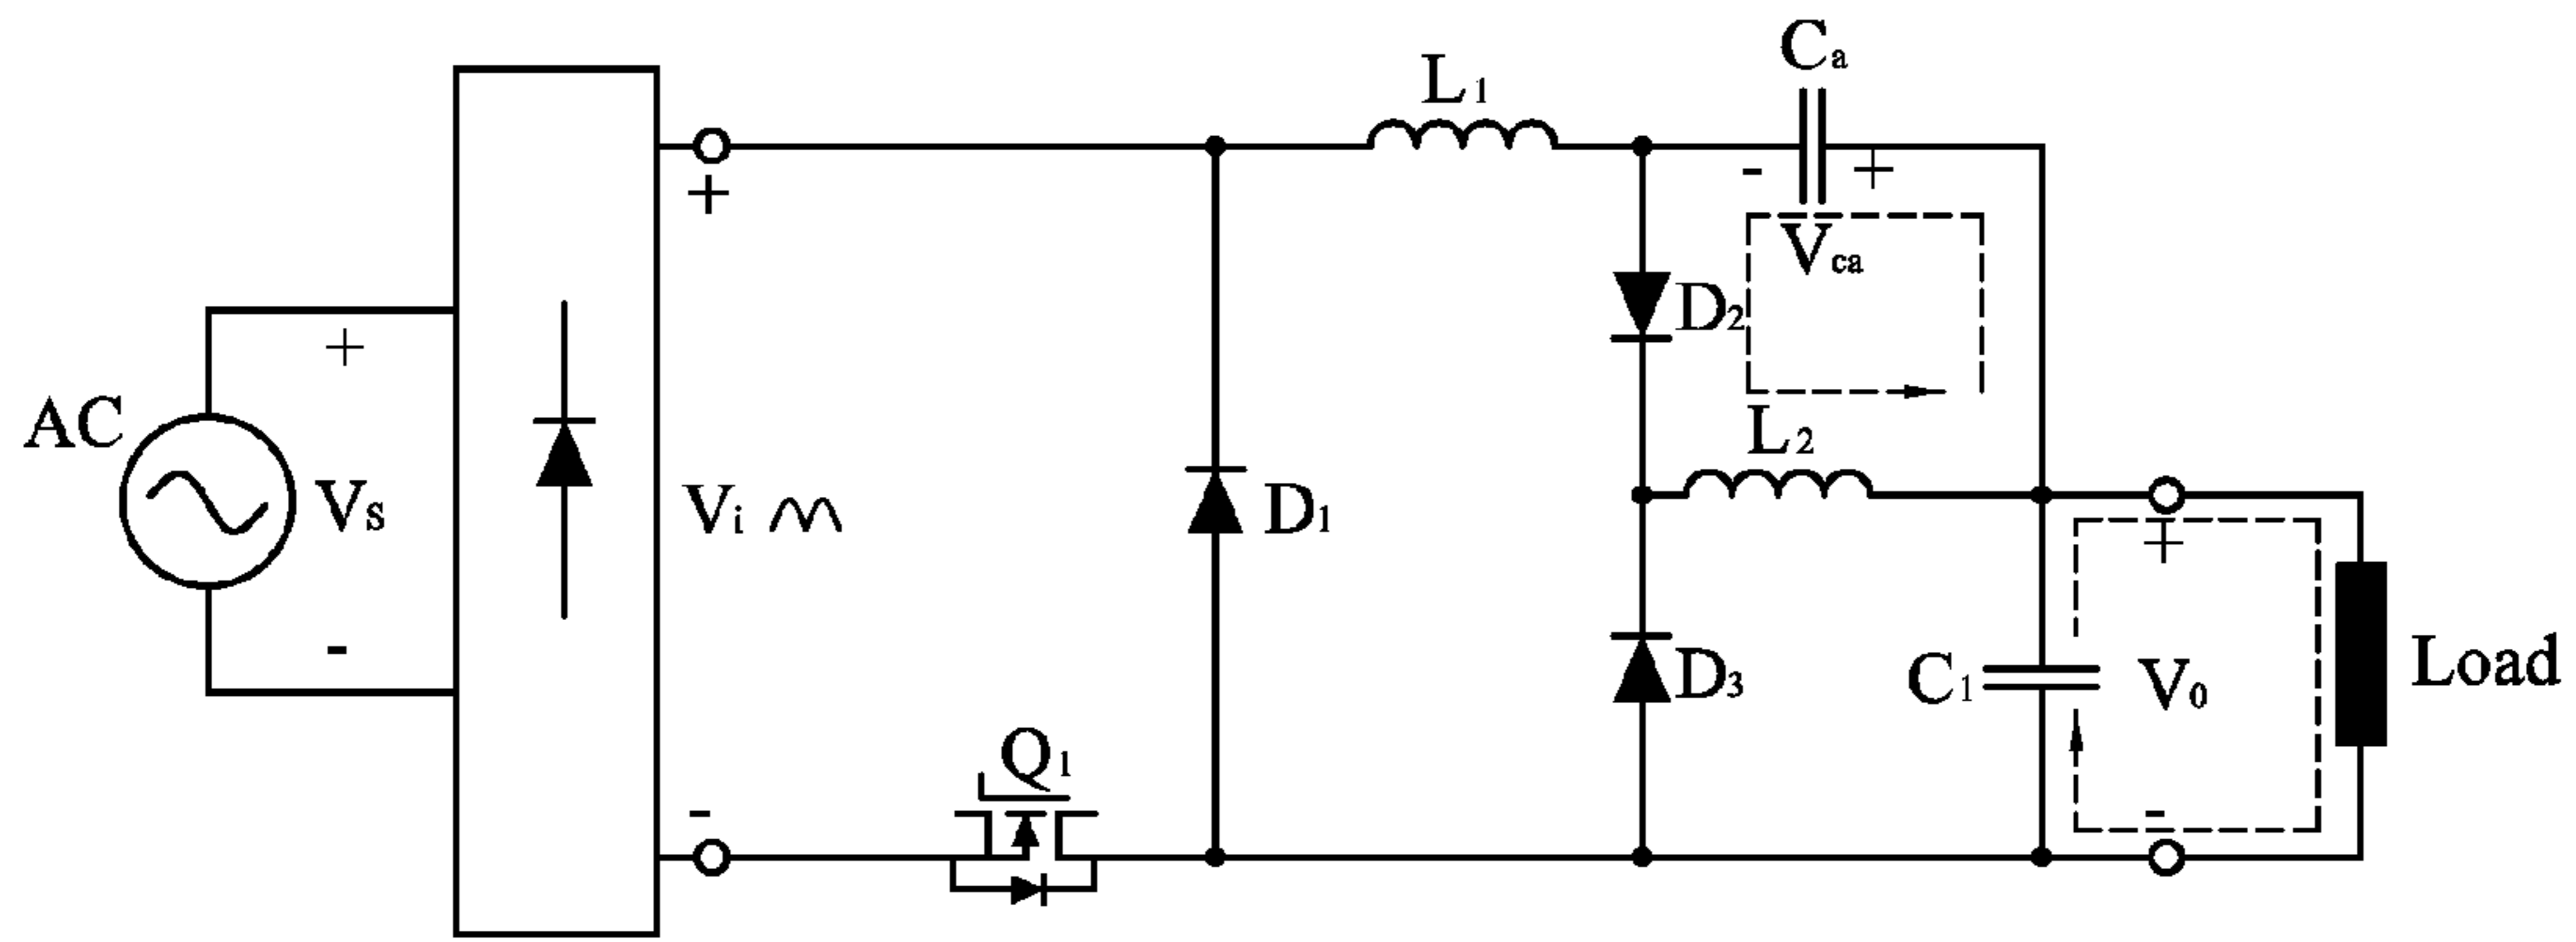 Ca
L1
- +
+
Vca
D2
+
AC
L2
Vs
Vi
D1
+
D3
C1
V0
Load
-
Q1
-
-